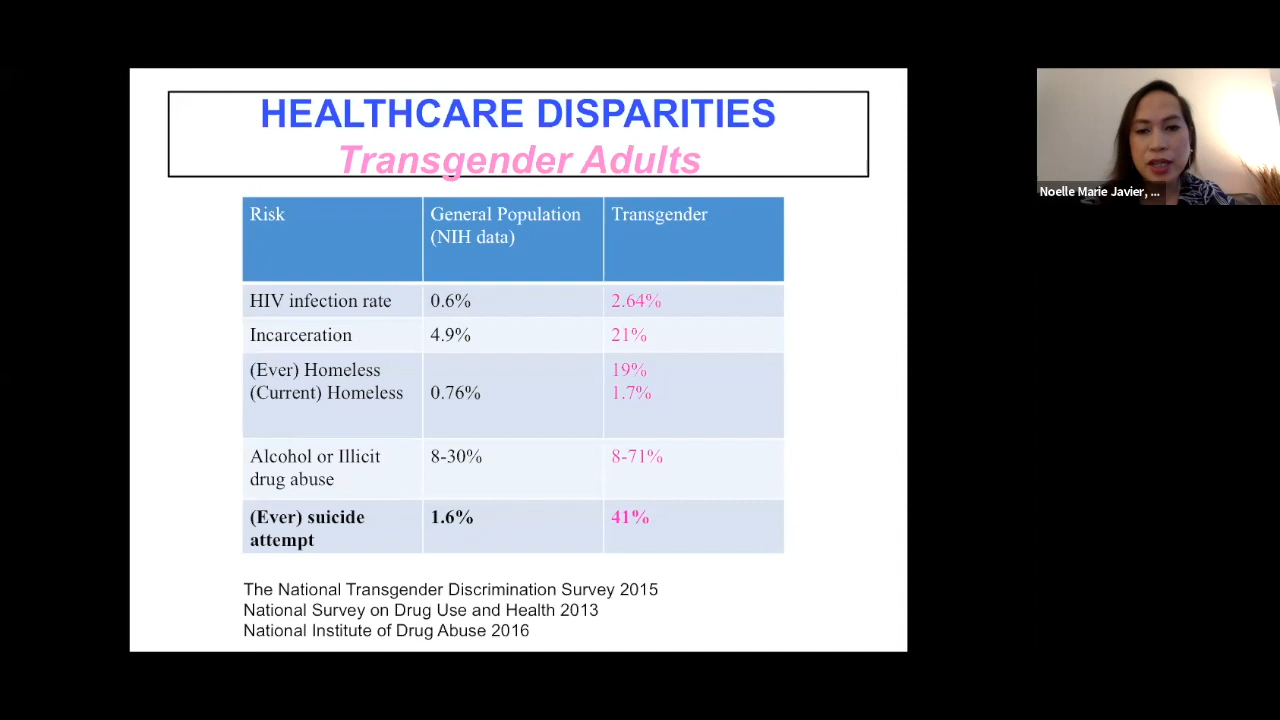 HEALTHCARE DISPARITIES
Transgender Adults
Noelle Marie Javier, ...
Risk
General Population
(NIH data)
Transgender
HIV infection rate
0.6%
2.64%
Incarceration
4.9%
21%
(Ever) Homeless
19%
(Current) Homeless
0.76%
1.7%
Alcohol or Illicit
drug abuse
8-30%
8-71%
(Ever) suicide
attempt
1.6%
41%
The National Transgender Discrimination Survey 2015
National Survey on Drug Use and Health 2013
National Institute of Drug Abuse 2016